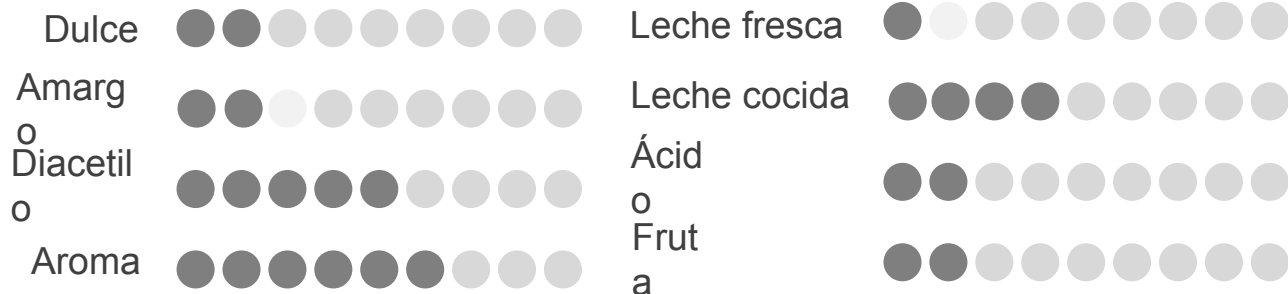 Dulce
Amarg
o
Diacetil
o
Aroma
Leche fresca
Leche cocida
Ácid
o
Frut
a